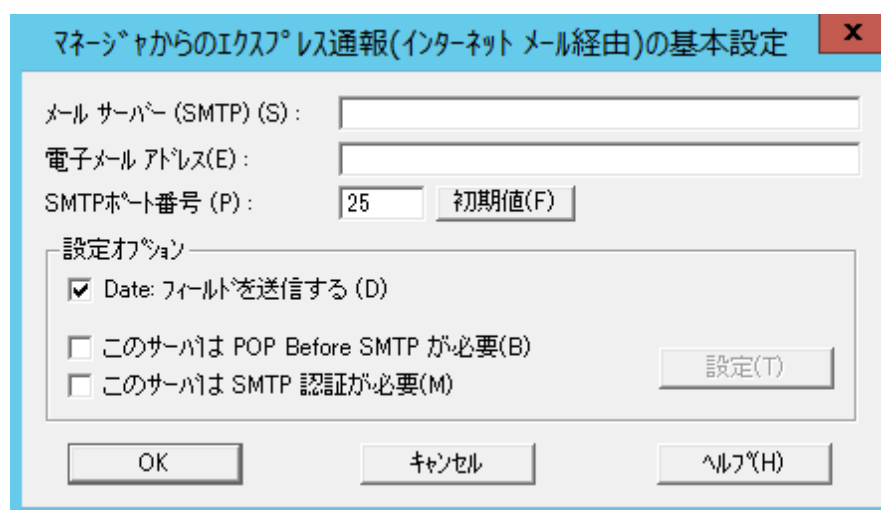 マネージャからのエクスプレス通報(インターネット メール経由)の基本設定
x
メール サーバー (SMTP) (S) :
電子メール アドレス(E) :
SMTPポート番号 (P) : 25 初期値(F)
設定オプション
Date: フィールドを送信する (D)
このサーバは POP Before SMTP が必要(B)
設定(T)
このサーバは SMTP 認証が必要(M)
OK キャンセル ヘルプ(H)